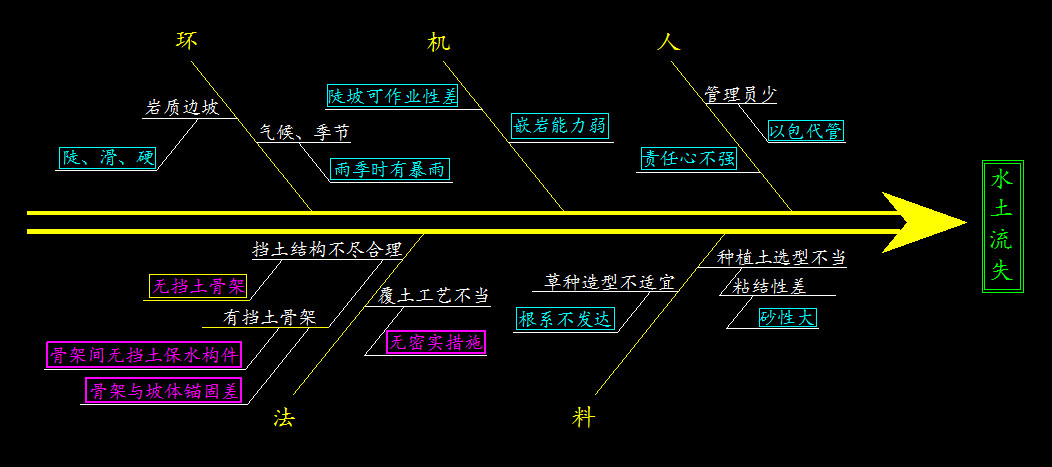 环
机
人
岩质边坡
陡、滑、硬
气候、季节
雨季时有暴雨
陡坡可作业性差
嵌岩能力弱
管理员少
以包代管
责任心不强
水土流失
挡土结构不尽合理
无挡土骨架
有挡土骨架
骨架间无挡土保水构件
骨架与坡体锚固差
覆土工艺不当
无密实措施
草种造型不适宜
根系不发达
种植土选型不当
粘结性差
砂性大
法
料